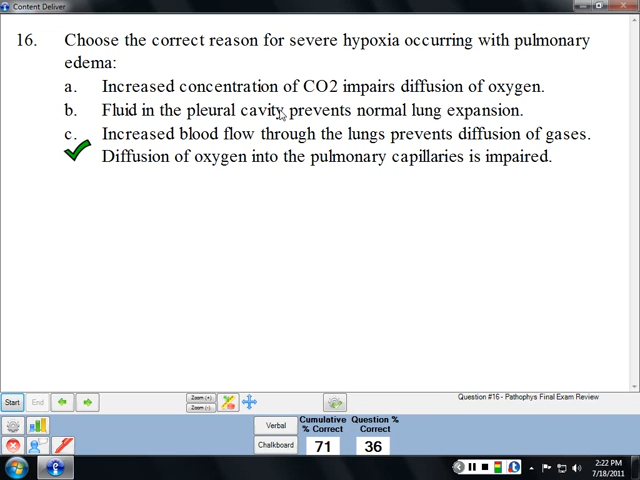 Content Deliver
16. Choose the correct reason for severe hypoxia occurring with pulmonary
edema:
a. Increased concentration of CO2 impairs diffusion of oxygen.
b. Fluid in the pleural cavity prevents normal lung expansion.
c. Increased blood flow through the lungs prevents diffusion of gases.
Diffusion of oxygen into the pulmonary capillaries is impaired.
Start
End
Zoom (+)
Zoom (-)
Question #16 - Pathophys Final Exam Review
Verbal
Chalkboard
Cumulative
% Correct
71
Question %
Correct
36
2:22 PM
7/18/2011